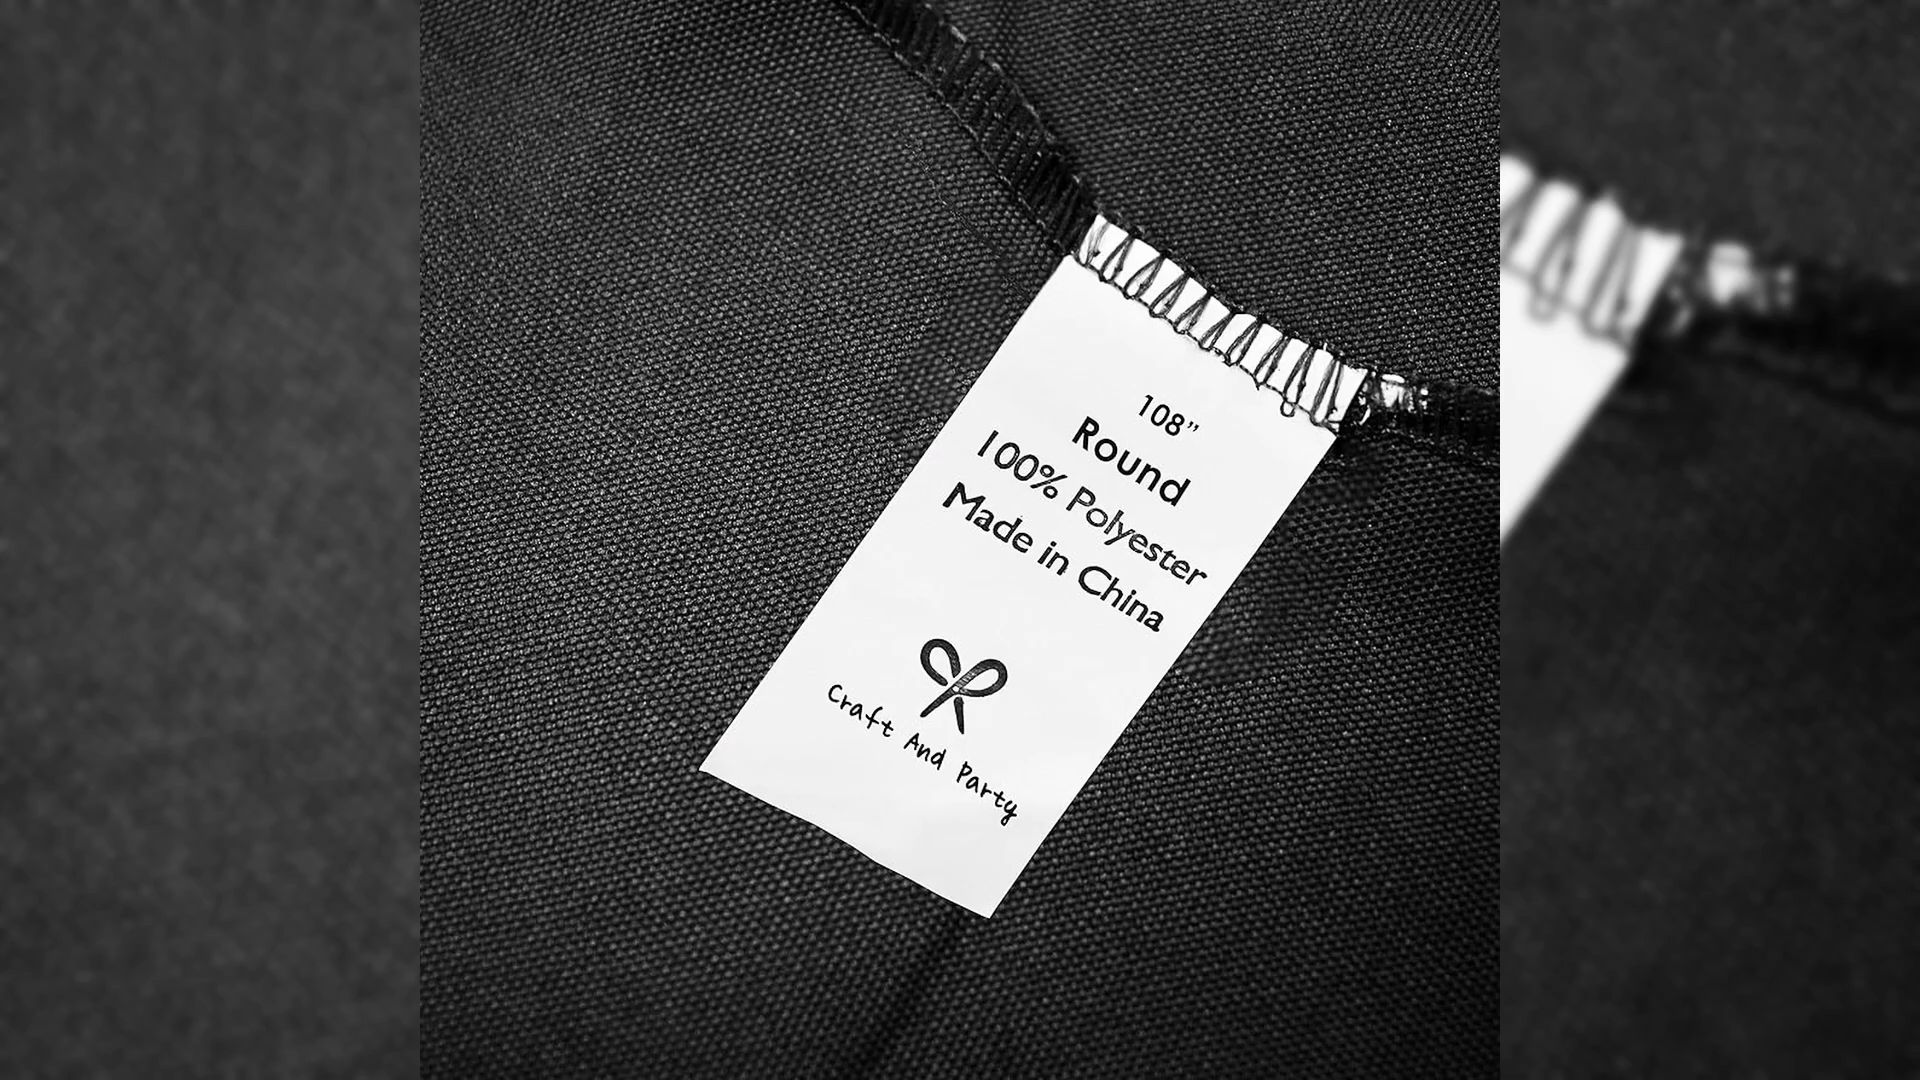 108”
Round
100% Polyester
Made in China
Craft And Party